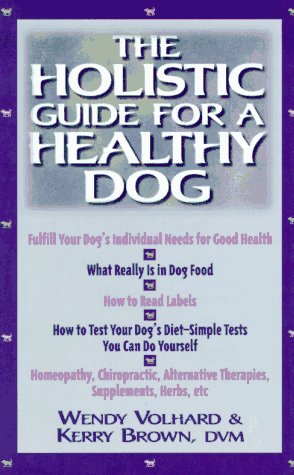 THE
HOLISTIC
GUIDE FOR A
HEALTHY
DOG
Fulfill Your Dog's Individual Needs for Good Health
What Really Is in Dog Food
How to Read Labels
How to Test Your Dog's Diet–Simple Tests
You Can Do Yourself
Homeopathy, Chiropractic, Alternative Therapies,
Supplements, Herbs, etc
WENDY VOLHARD &
KERRY BROWN, DVM